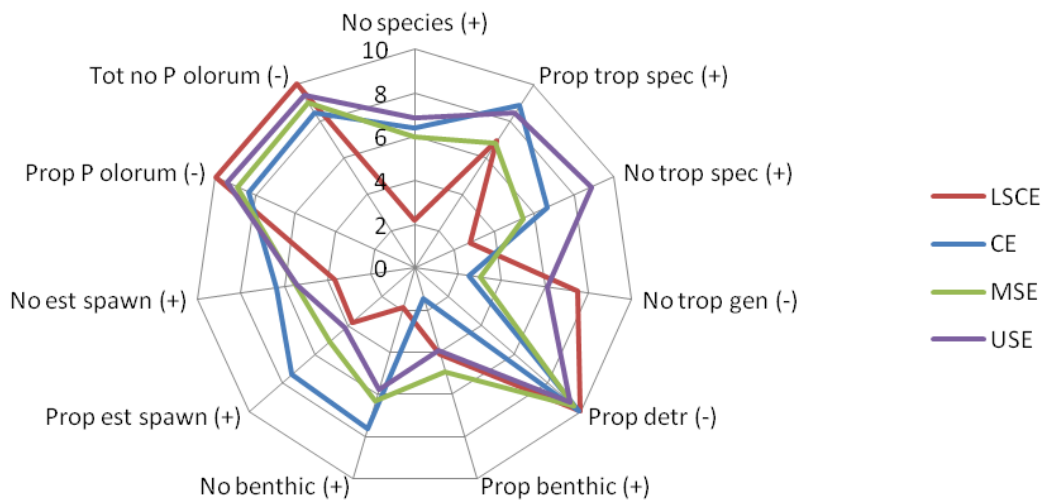 No species (+)
Prop trop spec (+)
No trop spec (+)
No trop gen (-)
Prop detr (-)
Prop benthic (+)
No benthic (+)
Prop est spawn (+)
No est spawn (+)
Prop P olorum (-)
Tot no P olorum (-)
10
8
6
4
2
0
LSCE
CE
MSE
USE